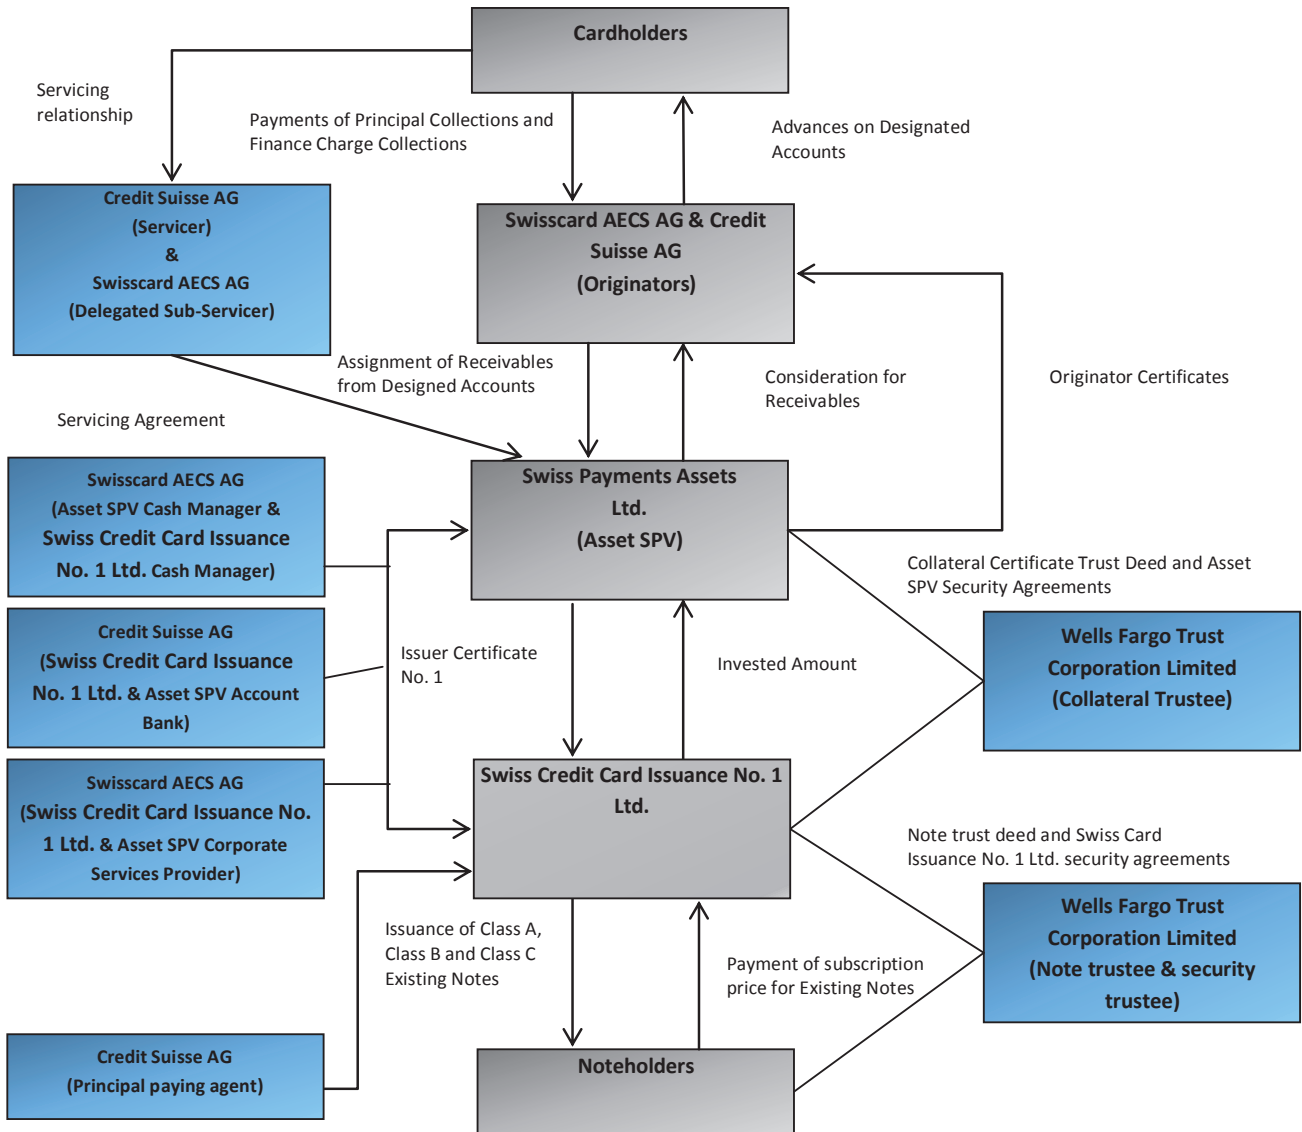 Cardholders
Servicing
relationship
Payments of Principal Collections and
Finance Charge Collections
Advances on Designated
Accounts
Credit Suisse AG
(Servicer)
&
Swisscard AECS AG
(Delegated Sub-Servicer)
Swisscard AECS AG & Credit
Suisse AG
(Originators)
Assignment of Receivables
from Designed Accounts
Consideration for
Receivables
Originator Certificates
Servicing Agreement
Swisscard AECS AG
(Asset SPV Cash Manager &
Swiss Credit Card Issuance
No. 1 Ltd. Cash Manager)
Swiss Payments Assets
Ltd.
(Asset SPV)
Collateral Certificate Trust Deed and Asset
SPV Security Agreements
Credit Suisse AG
(Swiss Credit Card Issuance
No. 1 Ltd. & Asset SPV Account
Bank)
Issuer Certificate
No. 1
Invested Amount
Wells Fargo Trust
Corporation Limited
(Collateral Trustee)
Swisscard AECS AG
(Swiss Credit Card Issuance No.
1 Ltd. & Asset SPV Corporate
Services Provider)
Swiss Credit Card Issuance No. 1
Ltd.
Note trust deed and Swiss Card
Issuance No. 1 Ltd. security agreements
Issuance of Class A,
Class B and Class C
Existing Notes
Payment of subscription
price for Existing Notes
Wells Fargo Trust
Corporation Limited
(Note trustee & security
trustee)
Credit Suisse AG
(Principal paying agent)
Noteholders